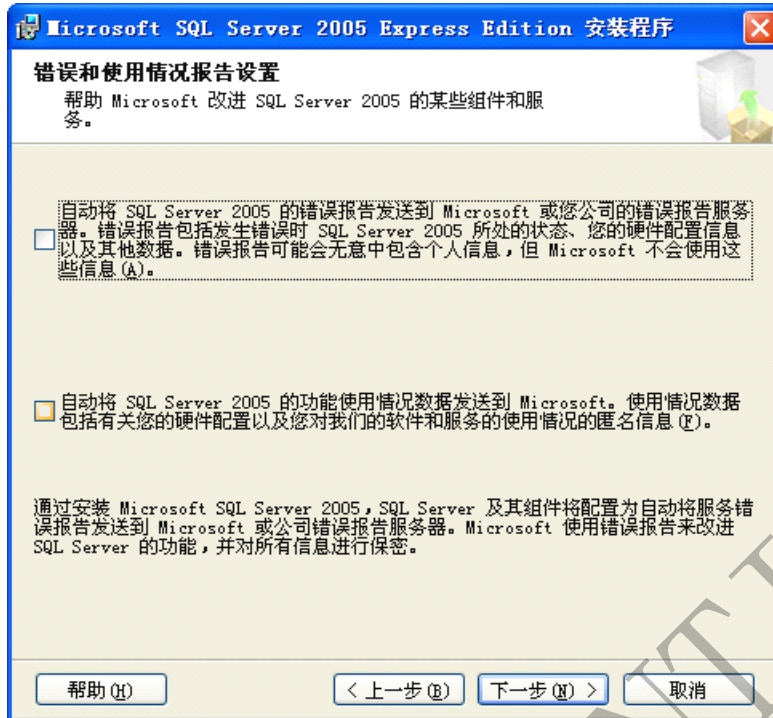 Microsoft SQL Server 2005 Express Edition 安装程序
错误和使用情况报告设置
帮助 Microsoft 改进 SQL Server 2005 的某些组件和服
务。
自动将 SQL Server 2005 的错误报告发送到 Microsoft 或您公司的错误报告服务
器。错误报告包括发生错误时 SQL Server 2005 所处的状态、您的硬件配置信息
以及其他数据。错误报告可能会无意中包含个人信息，但 Microsoft 不会使用这
些信息(A)。
自动将 SQL Server 2005 的功能使用情况数据发送到 Microsoft。使用情况数据
包括有关您的硬件配置以及您对我们的软件和服务的使用情况的匿名信息(F)。
通过安装 Microsoft SQL Server 2005，SQL Server 及其组件将配置为自动将服务错
误报告发送到 Microsoft 或公司错误报告服务器。Microsoft 使用错误报告来改进
SQL Server 的功能，并对所有信息进行保密。
帮助(H) < 上一步(B) 下一步(N) > 取消